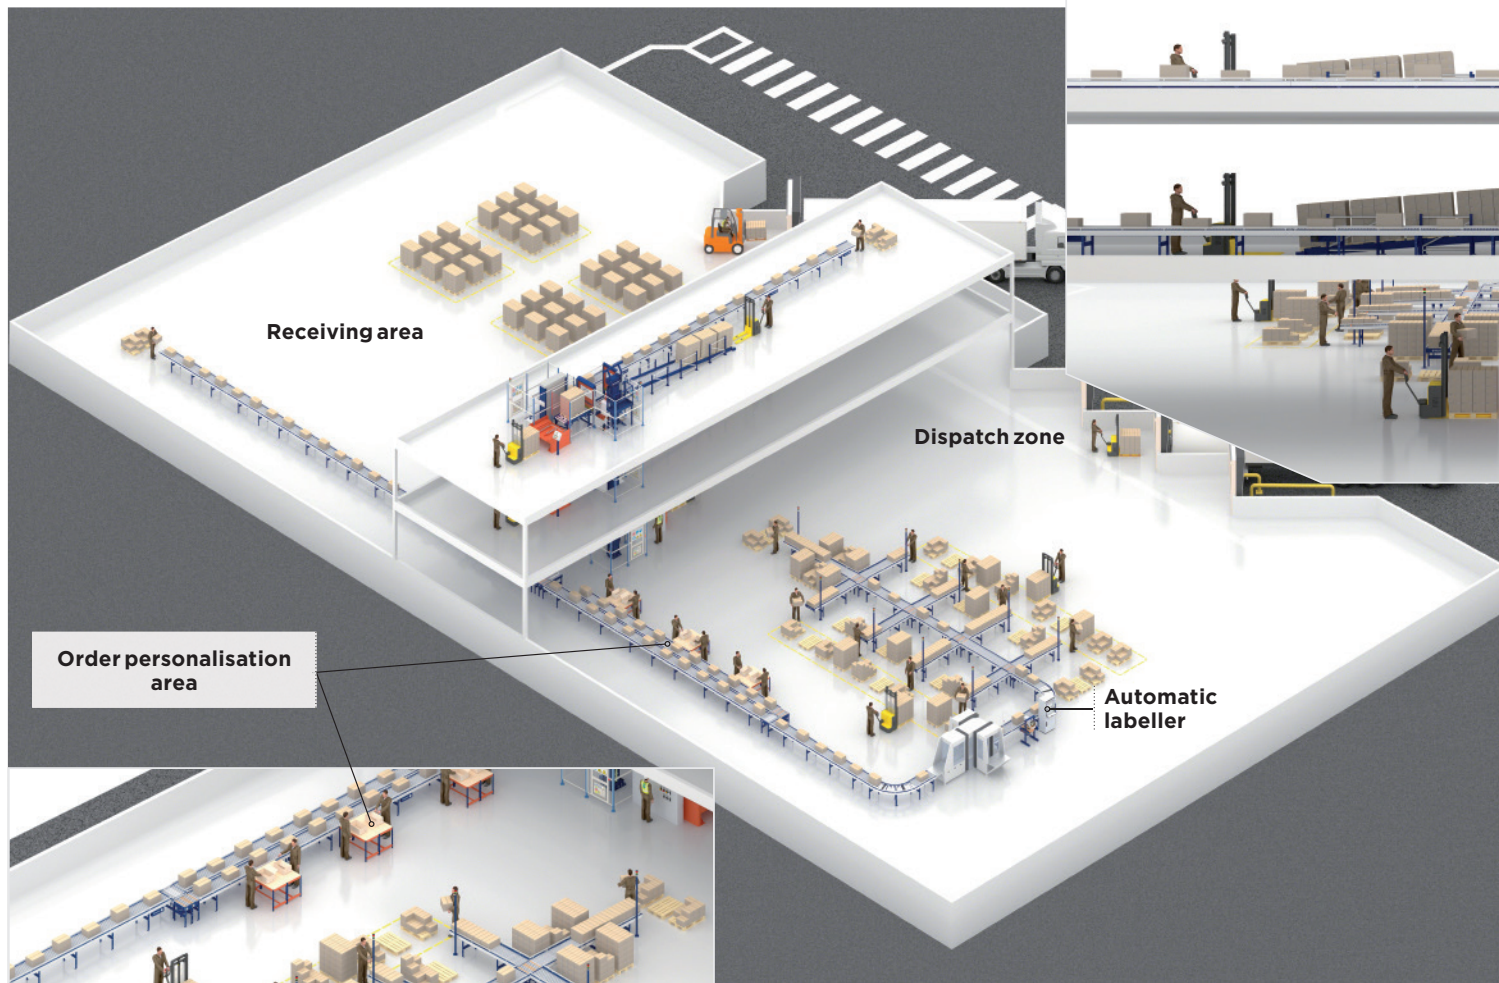 Receiving area
Dispatch zone
Order personalisation
area
Automatic
labeller